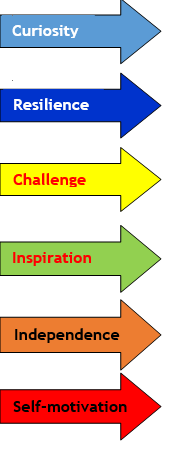 Curiosity
Resilience
Challenge
Inspiration
Independence
Self-motivation